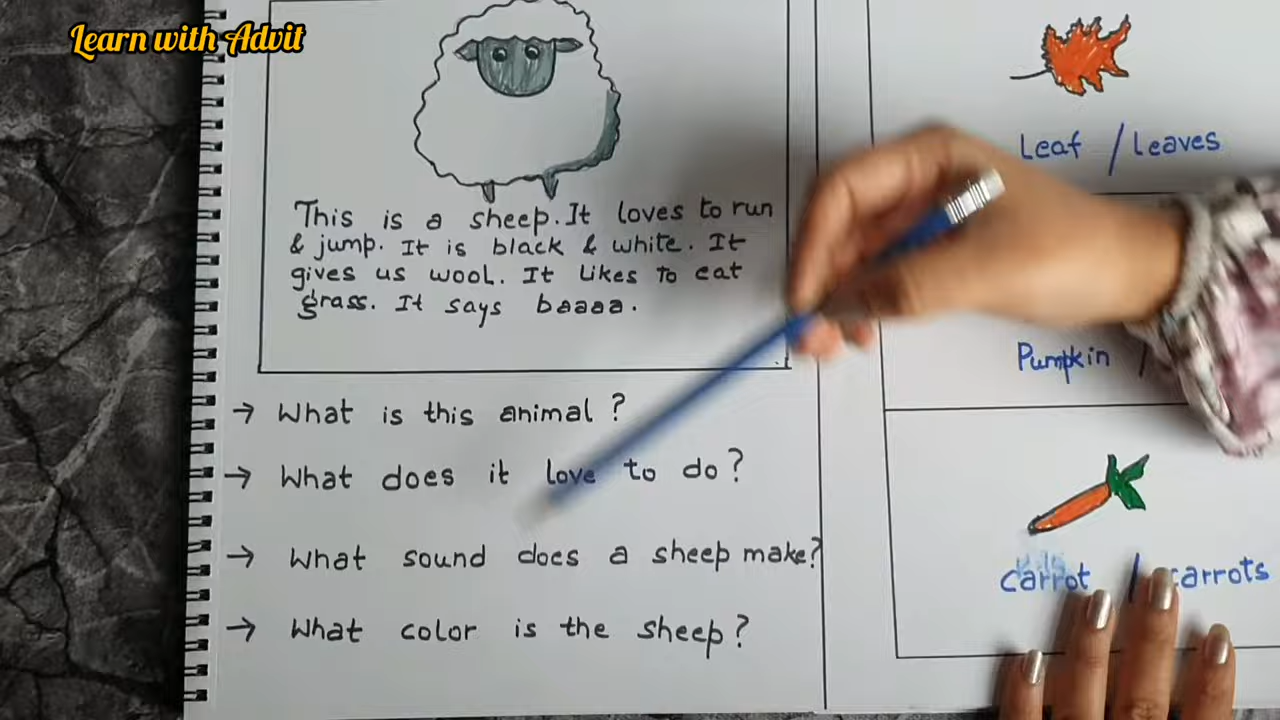 Learn with Advit
This is a sheep. It loves to run
& jump. It is black & white. It
gives us wool. It likes to eat
grass. It says baaaa.
→ What is this animal?
→ What does it love to do?
→ What sound does a sheep make?
→ What color is the sheep?
Leaf / leaves
Pumpkin /
carrot / carrots